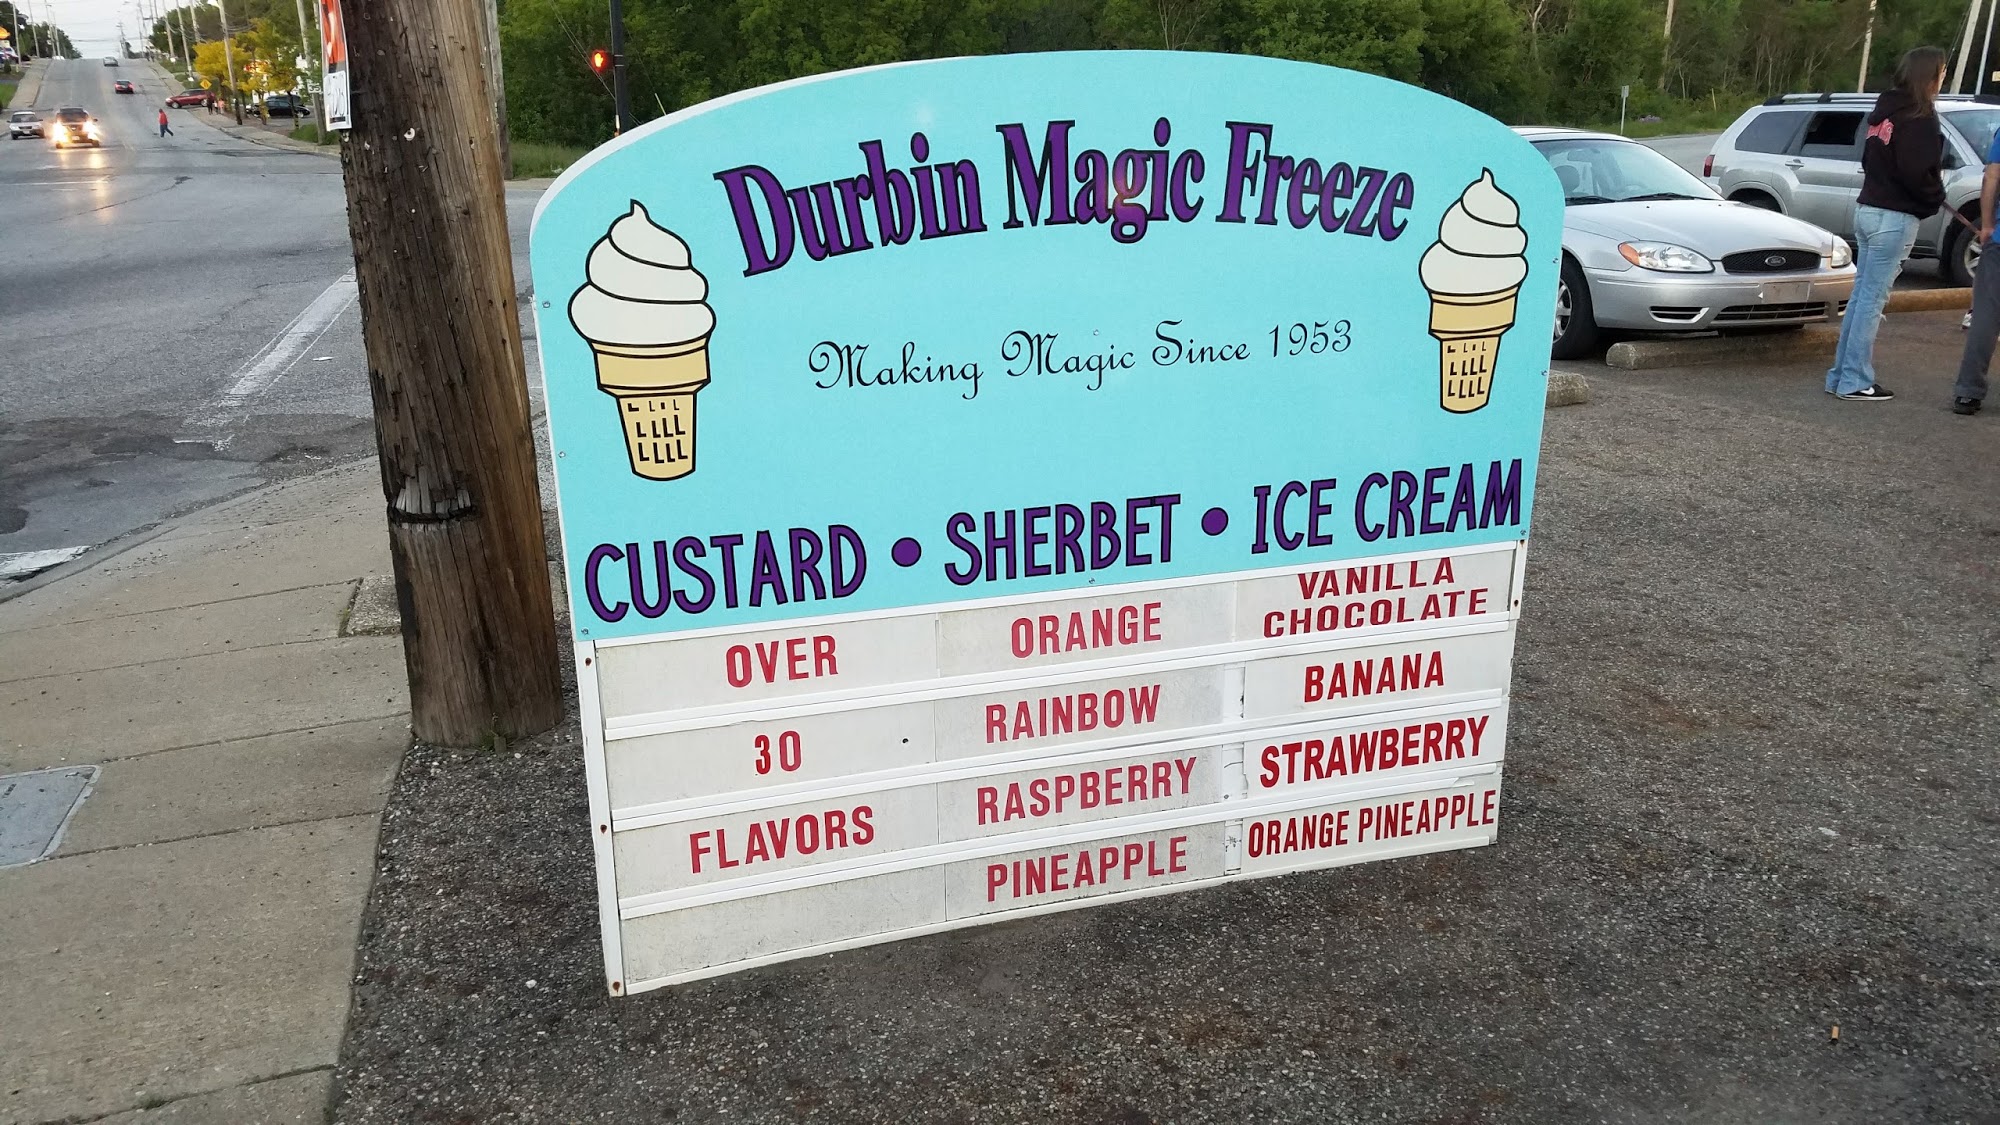 Durbin Magic Freeze
Making Magic Since 1953
CUSTARD • SHERBET • ICE CREAM
OVER
30
FLAVORS
ORANGE
RAINBOW
RASPBERRY
PINEAPPLE
VANILLA
CHOCOLATE
BANANA
STRAWBERRY
ORANGE PINEAPPLE